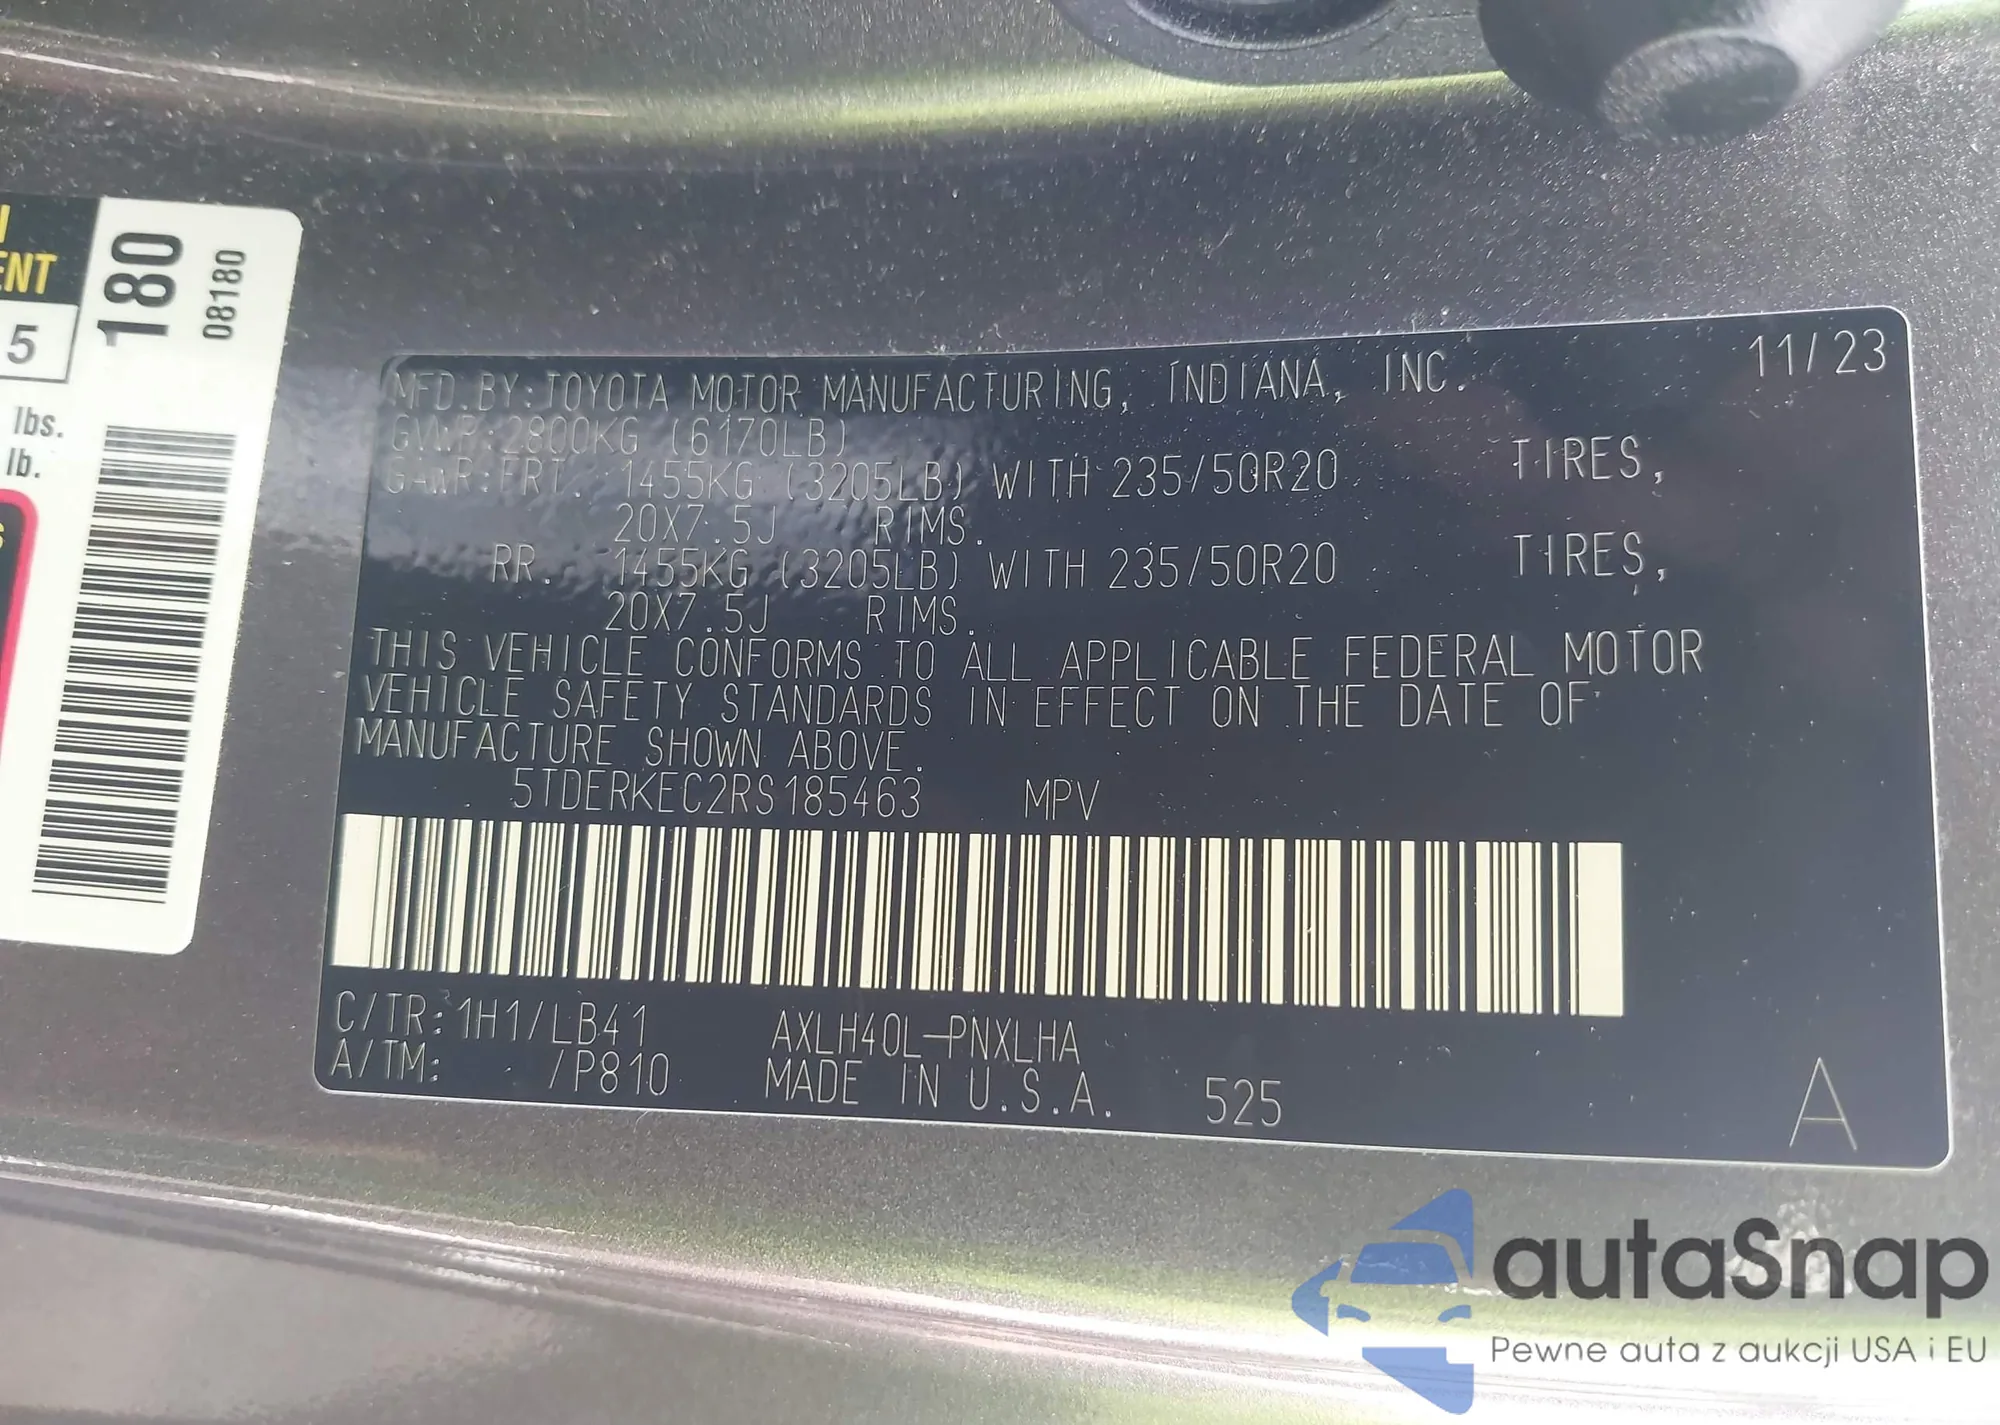 ENT
5
lbs.
lb.
180
08180
11/23
MFD. BY: TOYOTA MOTOR MANUFACTURING, INDIANA, INC.
GVWR: 2800KG (6170LB)
GAWR: FRT. 1455KG (3205LB) WITH 235/50R20 TIRES,
20X7.5J RIMS.
RR. 1455KG (3205LB) WITH 235/50R20 TIRES,
20X7.5J RIMS.
THIS VEHICLE CONFORMS TO ALL APPLICABLE FEDERAL MOTOR
VEHICLE SAFETY STANDARDS IN EFFECT ON THE DATE OF
MANUFACTURE SHOWN ABOVE.
5TDERKEC2RS185463 MPV
C/TR: 1H1/LB41 AXLH40L-PNXLHA
A/TM: /P810 MADE IN U.S.A. 525 A
autaSnap
Pewne auta z aukcji USA i EU